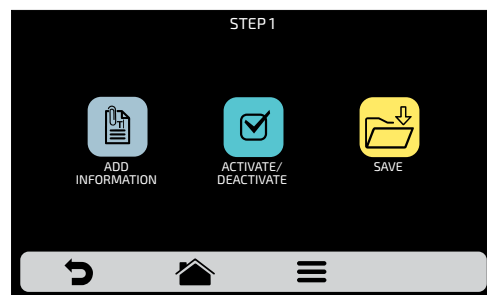 STEP 1
ADD
INFORMATION
ACTIVATE/
DEACTIVATE
SAVE